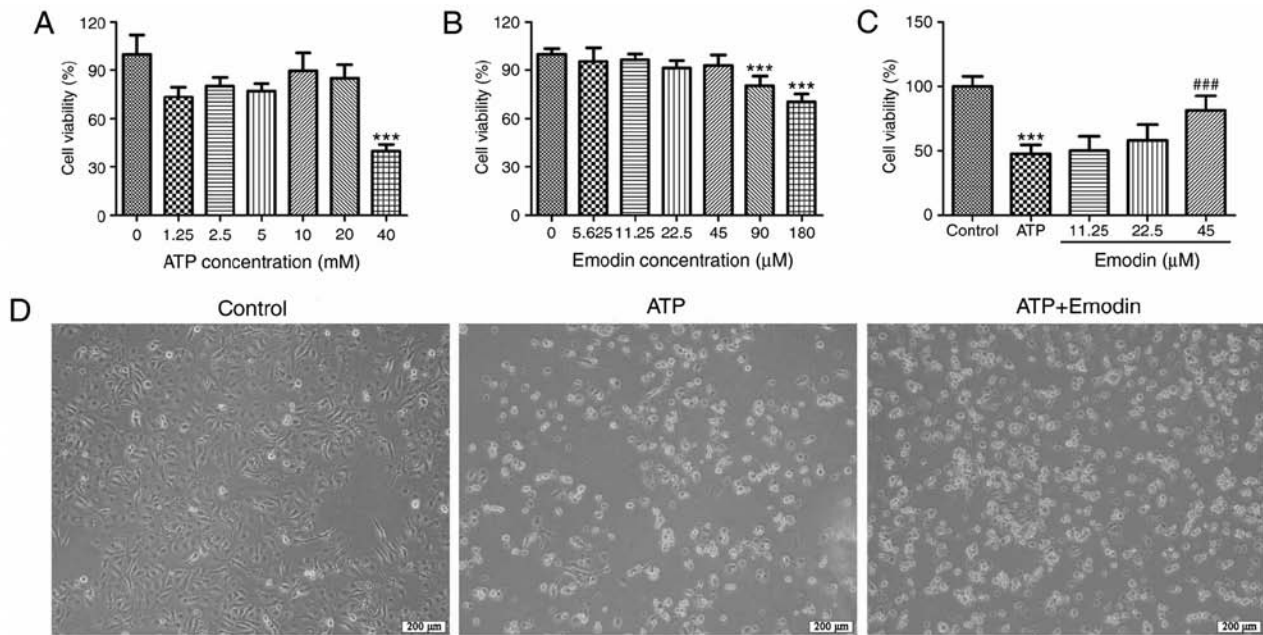 A
Cell viability (%)
120
90
60
30
0
***
0 1.25 2.5 5 10 20 40
ATP concentration (mM)
B
Cell viability (%)
120
90
60
30
0
*** ***
0 5.625 11.25 22.5 45 90 180
Emodin concentration (μM)
C
Cell viability (%)
150
100
50
0
***
###
Control ATP 11.25 22.5 45
Emodin (μM)
D
Control
ATP
ATP+Emodin
200 μm
200 μm
200 μm